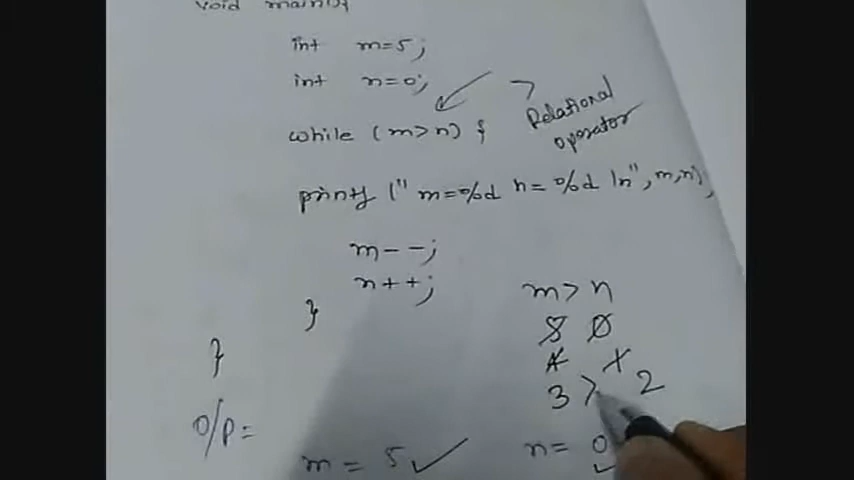 void main(){
int m=5;
int n=0;
while (m>n) {
Relational
operator
printf (" m=%d n=%d \n", m,n);
m--;
n++;
}
}
m>n
5 0
4 1
3 > 2
O/P=
m = 5 n= 0